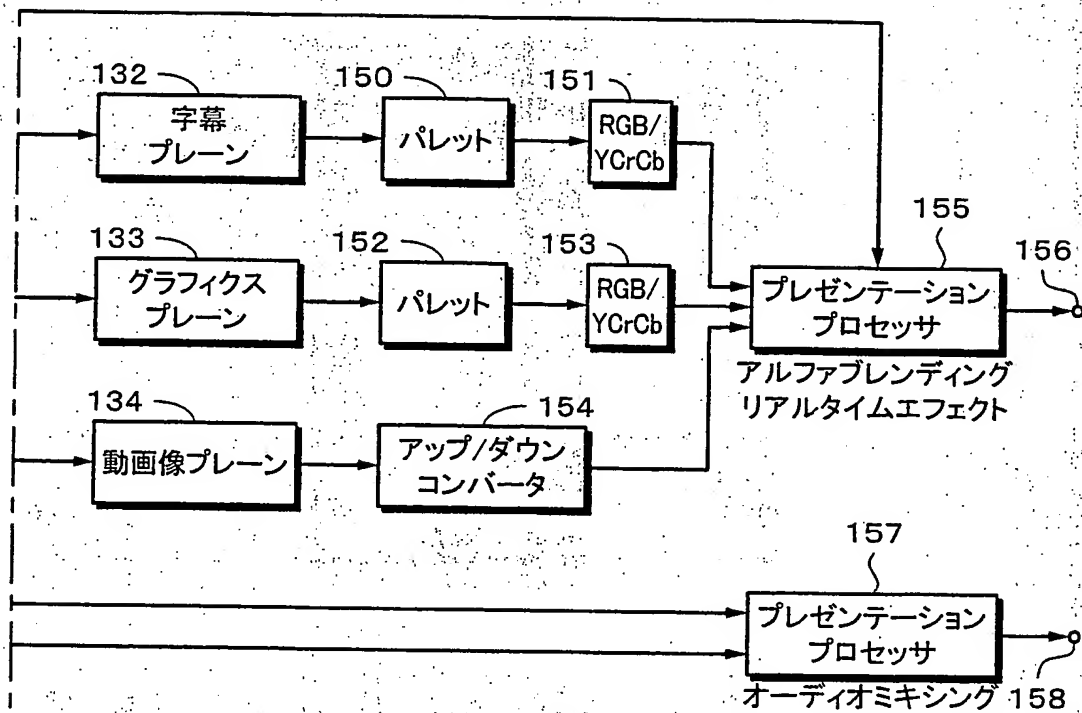 132
150
151
字幕
プレーン
パレット
RGB/
YCrCb
133
152
153
155
156
グラフィクス
プレーン
パレット
RGB/
YCrCb
プレゼンテーション
プロセッサ
アルファブレンディング
リアルタイムエフェクト
134
154
動画像プレーン
アップ/ダウン
コンバータ
157
プレゼンテーション
プロセッサ
オーディオミキシング
158